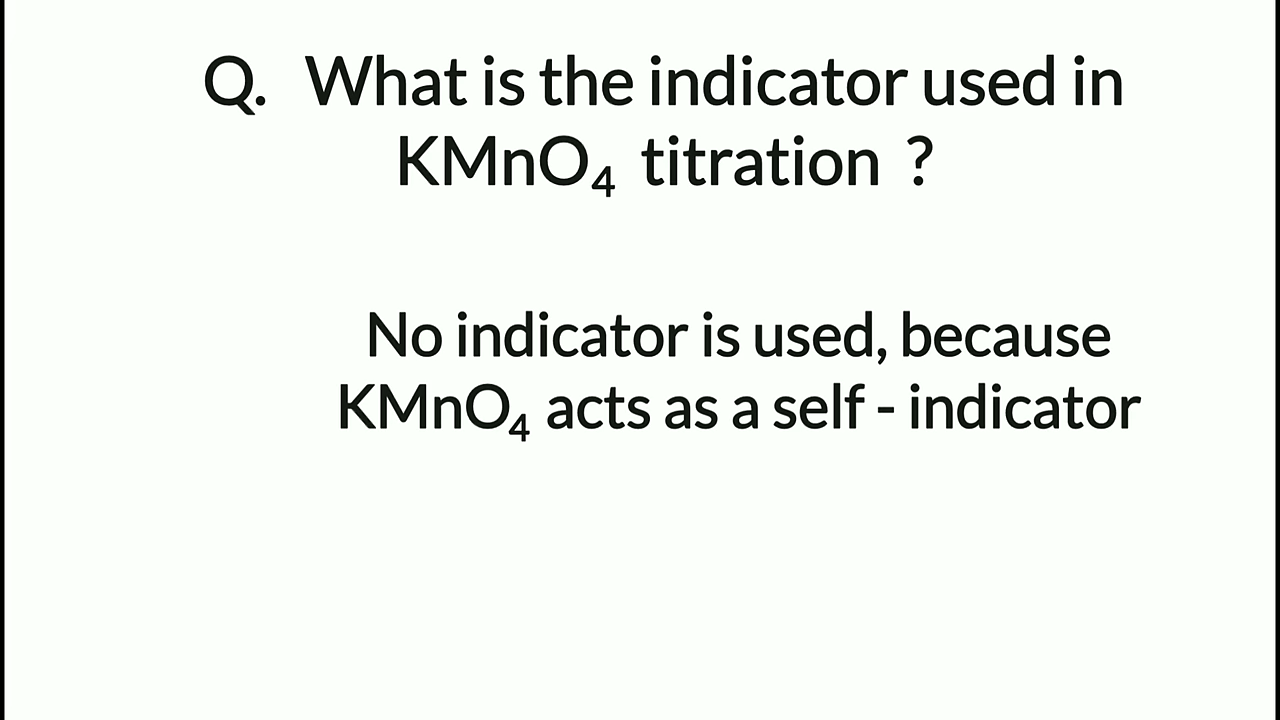 Q. What is the indicator used in
KMnO₄ titration ?
No indicator is used, because
KMnO₄ acts as a self - indicator